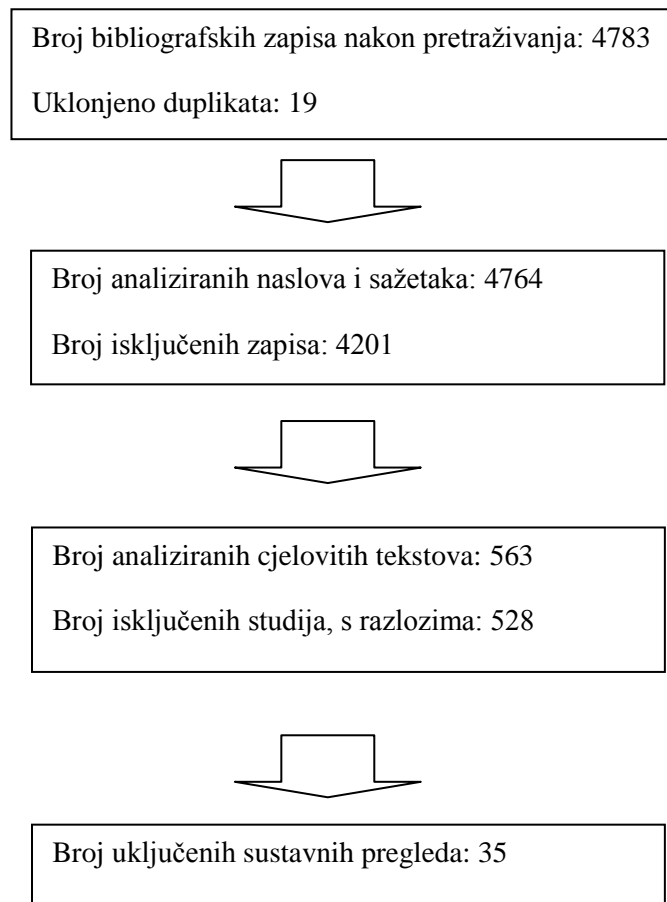 Broj bibliografskih zapisa nakon pretraživanja: 4783
Uklonjeno duplikata: 19
Broj analiziranih naslova i sažetaka: 4764
Broj isključenih zapisa: 4201
Broj analiziranih cjelovitih tekstova: 563
Broj isključenih studija, s razlozima: 528
Broj uključenih sustavnih pregleda: 35